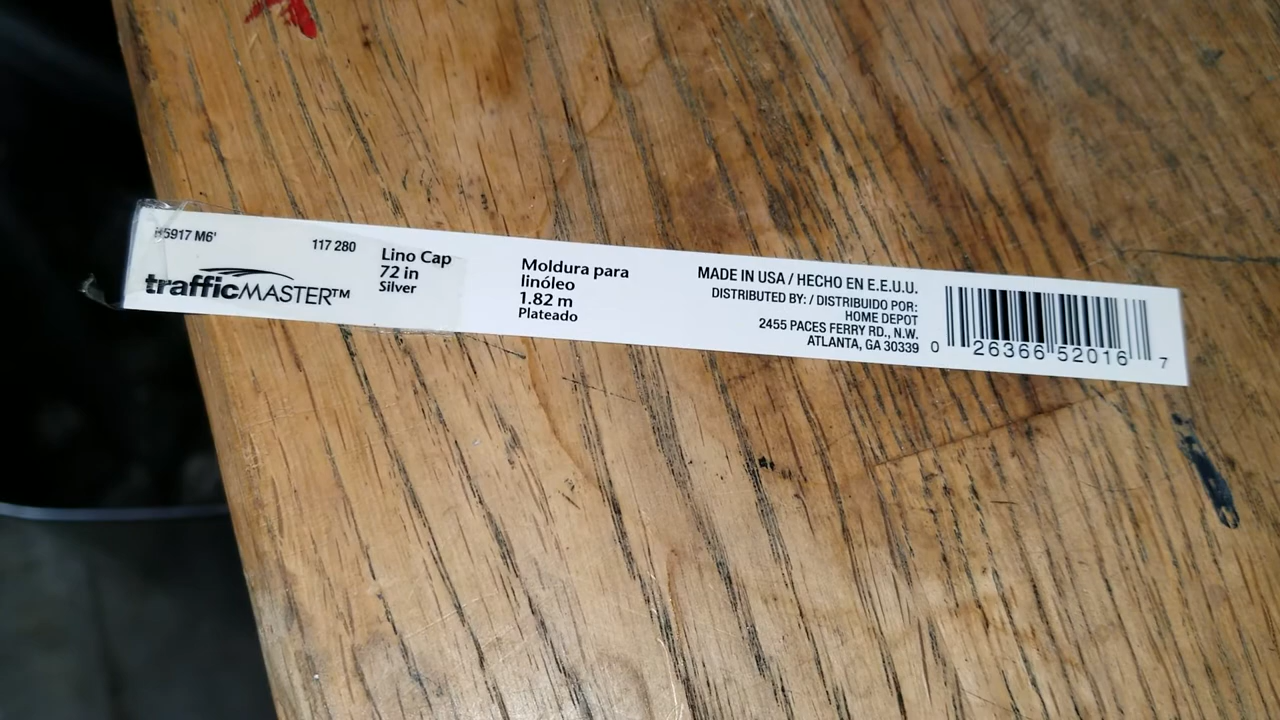 H5917 M6'
117 280
trafficMASTER™
Lino Cap
72 in
Silver
Moldura para
linóleo
1.82 m
Plateado
MADE IN USA / HECHO EN E.E.U.U.
DISTRIBUTED BY: / DISTRIBUIDO POR:
HOME DEPOT
2455 PACES FERRY RD., N.W.
ATLANTA, GA 30339
0 26366 52016 7